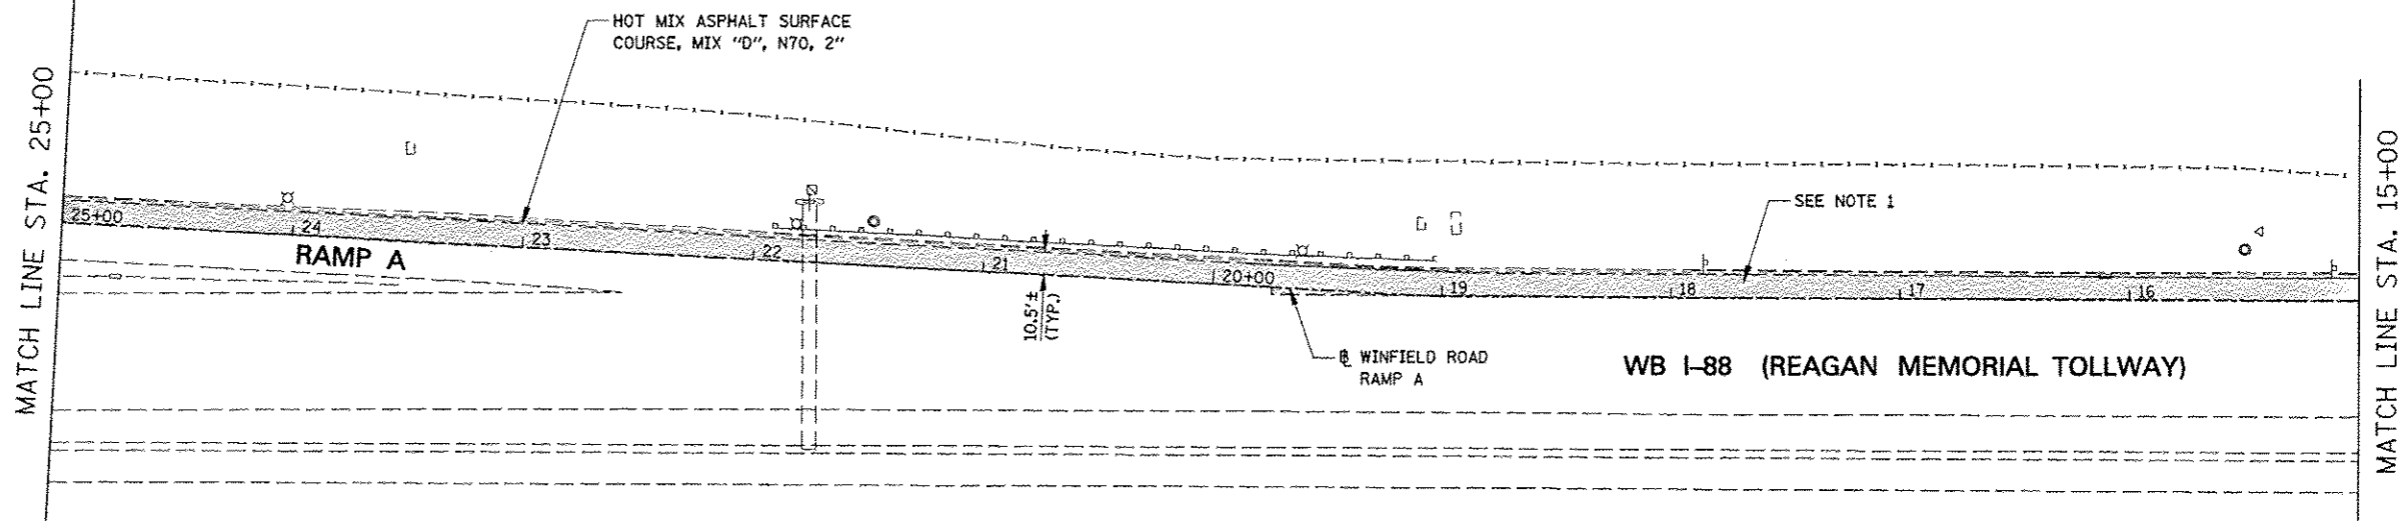 HOT MIX ASPHALT SURFACE
COURSE, MIX "D", N70, 2"
MATCH LINE STA. 25+00
25+00
24
23
22
21
20+00
19
18
17
16
RAMP A
10.5'±
(TYP.)
SEE NOTE 1
℄ WINFIELD ROAD
RAMP A
WB I-88 (REAGAN MEMORIAL TOLLWAY)
MATCH LINE STA. 15+00